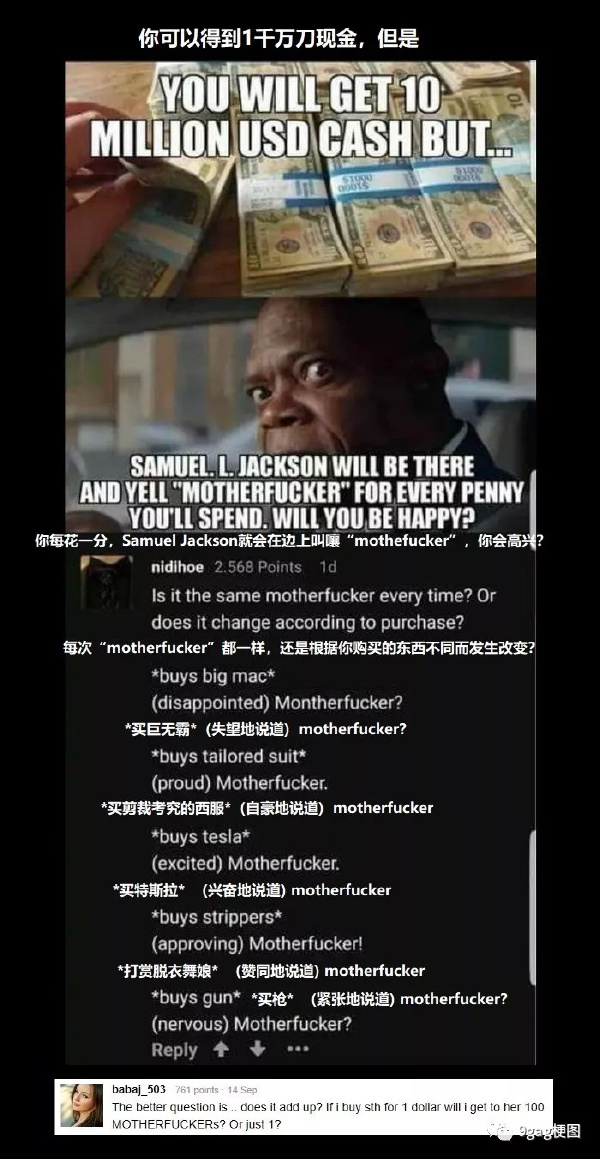 你可以得到1千万刀现金，但是
YOU WILL GET 10
MILLION USD CASH BUT...
SAMUEL. L. JACKSON WILL BE THERE
AND YELL "MOTHERFUCKER" FOR EVERY PENNY
YOU'LL SPEND. WILL YOU BE HAPPY?
你每花一分，Samuel Jackson就会在边上叫嚷“mothefucker”，你会高兴？
nidihoe 2.568 Points 1d
Is it the same motherfucker every time? Or
does it change according to purchase?
每次“motherfucker”都一样，还是根据你购买的东西不同而发生改变?
*buys big mac*
(disappointed) Montherfucker?
*买巨无霸*（失望地说道）motherfucker?
*buys tailored suit*
(proud) Motherfucker.
*买剪裁考究的西服*（自豪地说道）motherfucker
*buys tesla*
(excited) Motherfucker.
*买特斯拉* （兴奋地说道) motherfucker
*buys strippers*
(approving) Motherfucker!
*打赏脱衣舞娘* （赞同地说道) motherfucker
*buys gun* *买枪* （紧张地说道) motherfucker?
(nervous) Motherfucker?
Reply
babaj_503 761 points · 14 Sep
The better question is .. does it add up? If i buy sth for 1 dollar will i get to her 100
MOTHERFUCKERs? Or just 1?
9gag梗图